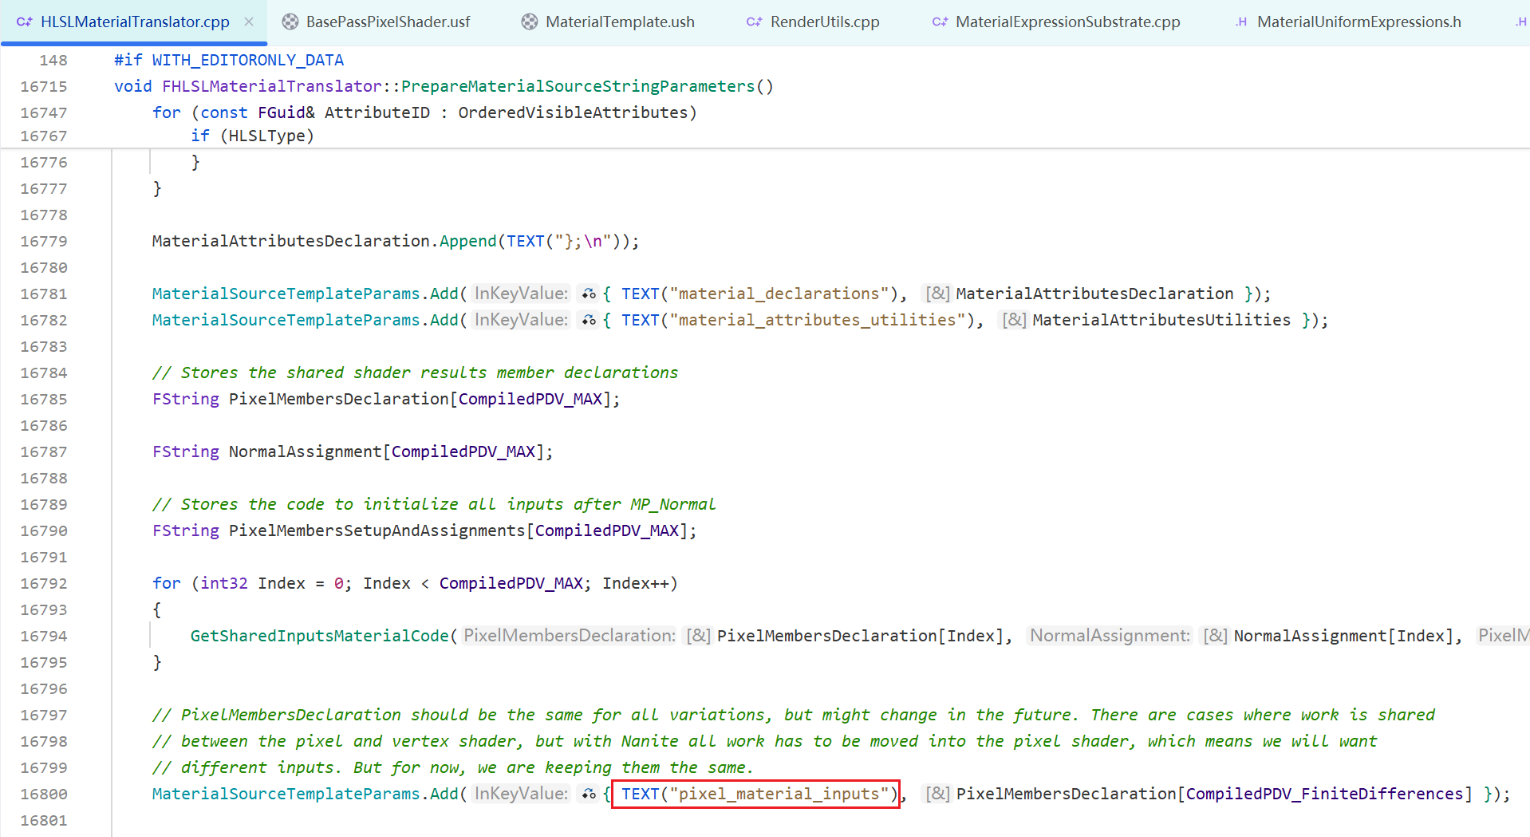 HLSLMaterialTranslator.cpp × BasePassPixelShader.usf MaterialTemplate.ush C+ RenderUtils.cpp C+ MaterialExpressionSubstrate.cpp .H MaterialUniformExpressions.h .H
148 #if WITH_EDITORONLY_DATA
16715 void FHLSLMaterialTranslator::PrepareMaterialSourceStringParameters()
16747 for (const FGuid& AttributeID : OrderedVisibleAttributes)
16767 if (HLSLType)
16776 }
16777 }
16778
16779 MaterialAttributesDeclaration.Append(TEXT("};\n"));
16780
16781 MaterialSourceTemplateParams.Add( InKeyValue: { TEXT("material_declarations"), [&] MaterialAttributesDeclaration });
16782 MaterialSourceTemplateParams.Add( InKeyValue: { TEXT("material_attributes_utilities"), [&] MaterialAttributesUtilities });
16783
16784 // Stores the shared shader results member declarations
16785 FString PixelMembersDeclaration[CompiledPDV_MAX];
16786
16787 FString NormalAssignment[CompiledPDV_MAX];
16788
16789 // Stores the code to initialize all inputs after MP_Normal
16790 FString PixelMembersSetupAndAssignments[CompiledPDV_MAX];
16791
16792 for (int32 Index = 0; Index < CompiledPDV_MAX; Index++)
16793 {
16794 GetSharedInputsMaterialCode( PixelMembersDeclaration: [&] PixelMembersDeclaration[Index], NormalAssignment: [&] NormalAssignment[Index], PixelM
16795 }
16796
16797 // PixelMembersDeclaration should be the same for all variations, but might change in the future. There are cases where work is shared
16798 // between the pixel and vertex shader, but with Nanite all work has to be moved into the pixel shader, which means we will want
16799 // different inputs. But for now, we are keeping them the same.
16800 MaterialSourceTemplateParams.Add( InKeyValue: { TEXT("pixel_material_inputs"), [&] PixelMembersDeclaration[CompiledPDV_FiniteDifferences] });
16801